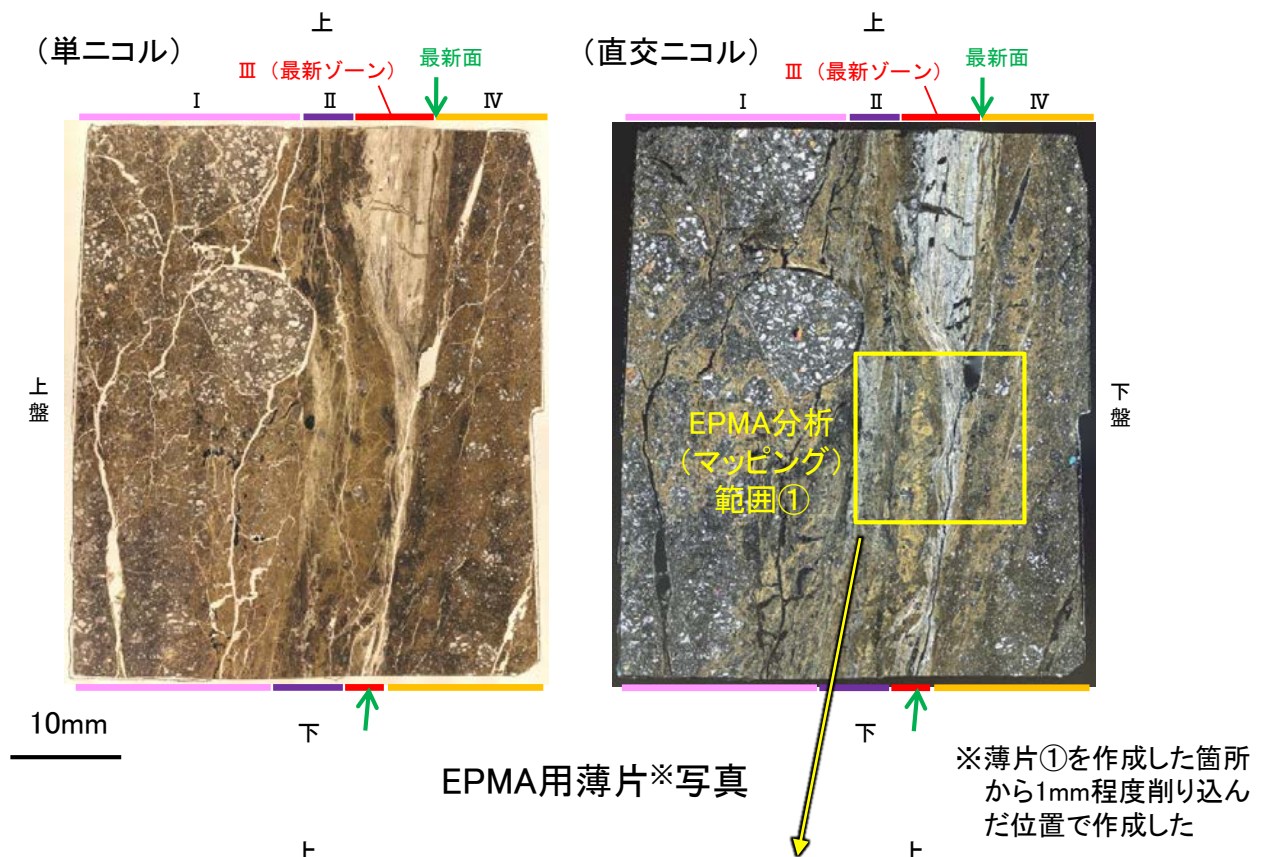 上
(単ニコル)
最新面
Ⅲ (最新ゾーン)
Ⅰ
Ⅱ
Ⅳ
上盤
下
10mm
上
(直交ニコル)
最新面
Ⅲ (最新ゾーン)
Ⅰ
Ⅱ
Ⅳ
EPMA分析
(マッピング)
範囲①
下盤
下
EPMA用薄片※写真
※薄片①を作成した箇所
から1mm程度削り込ん
だ位置で作成した
上
上